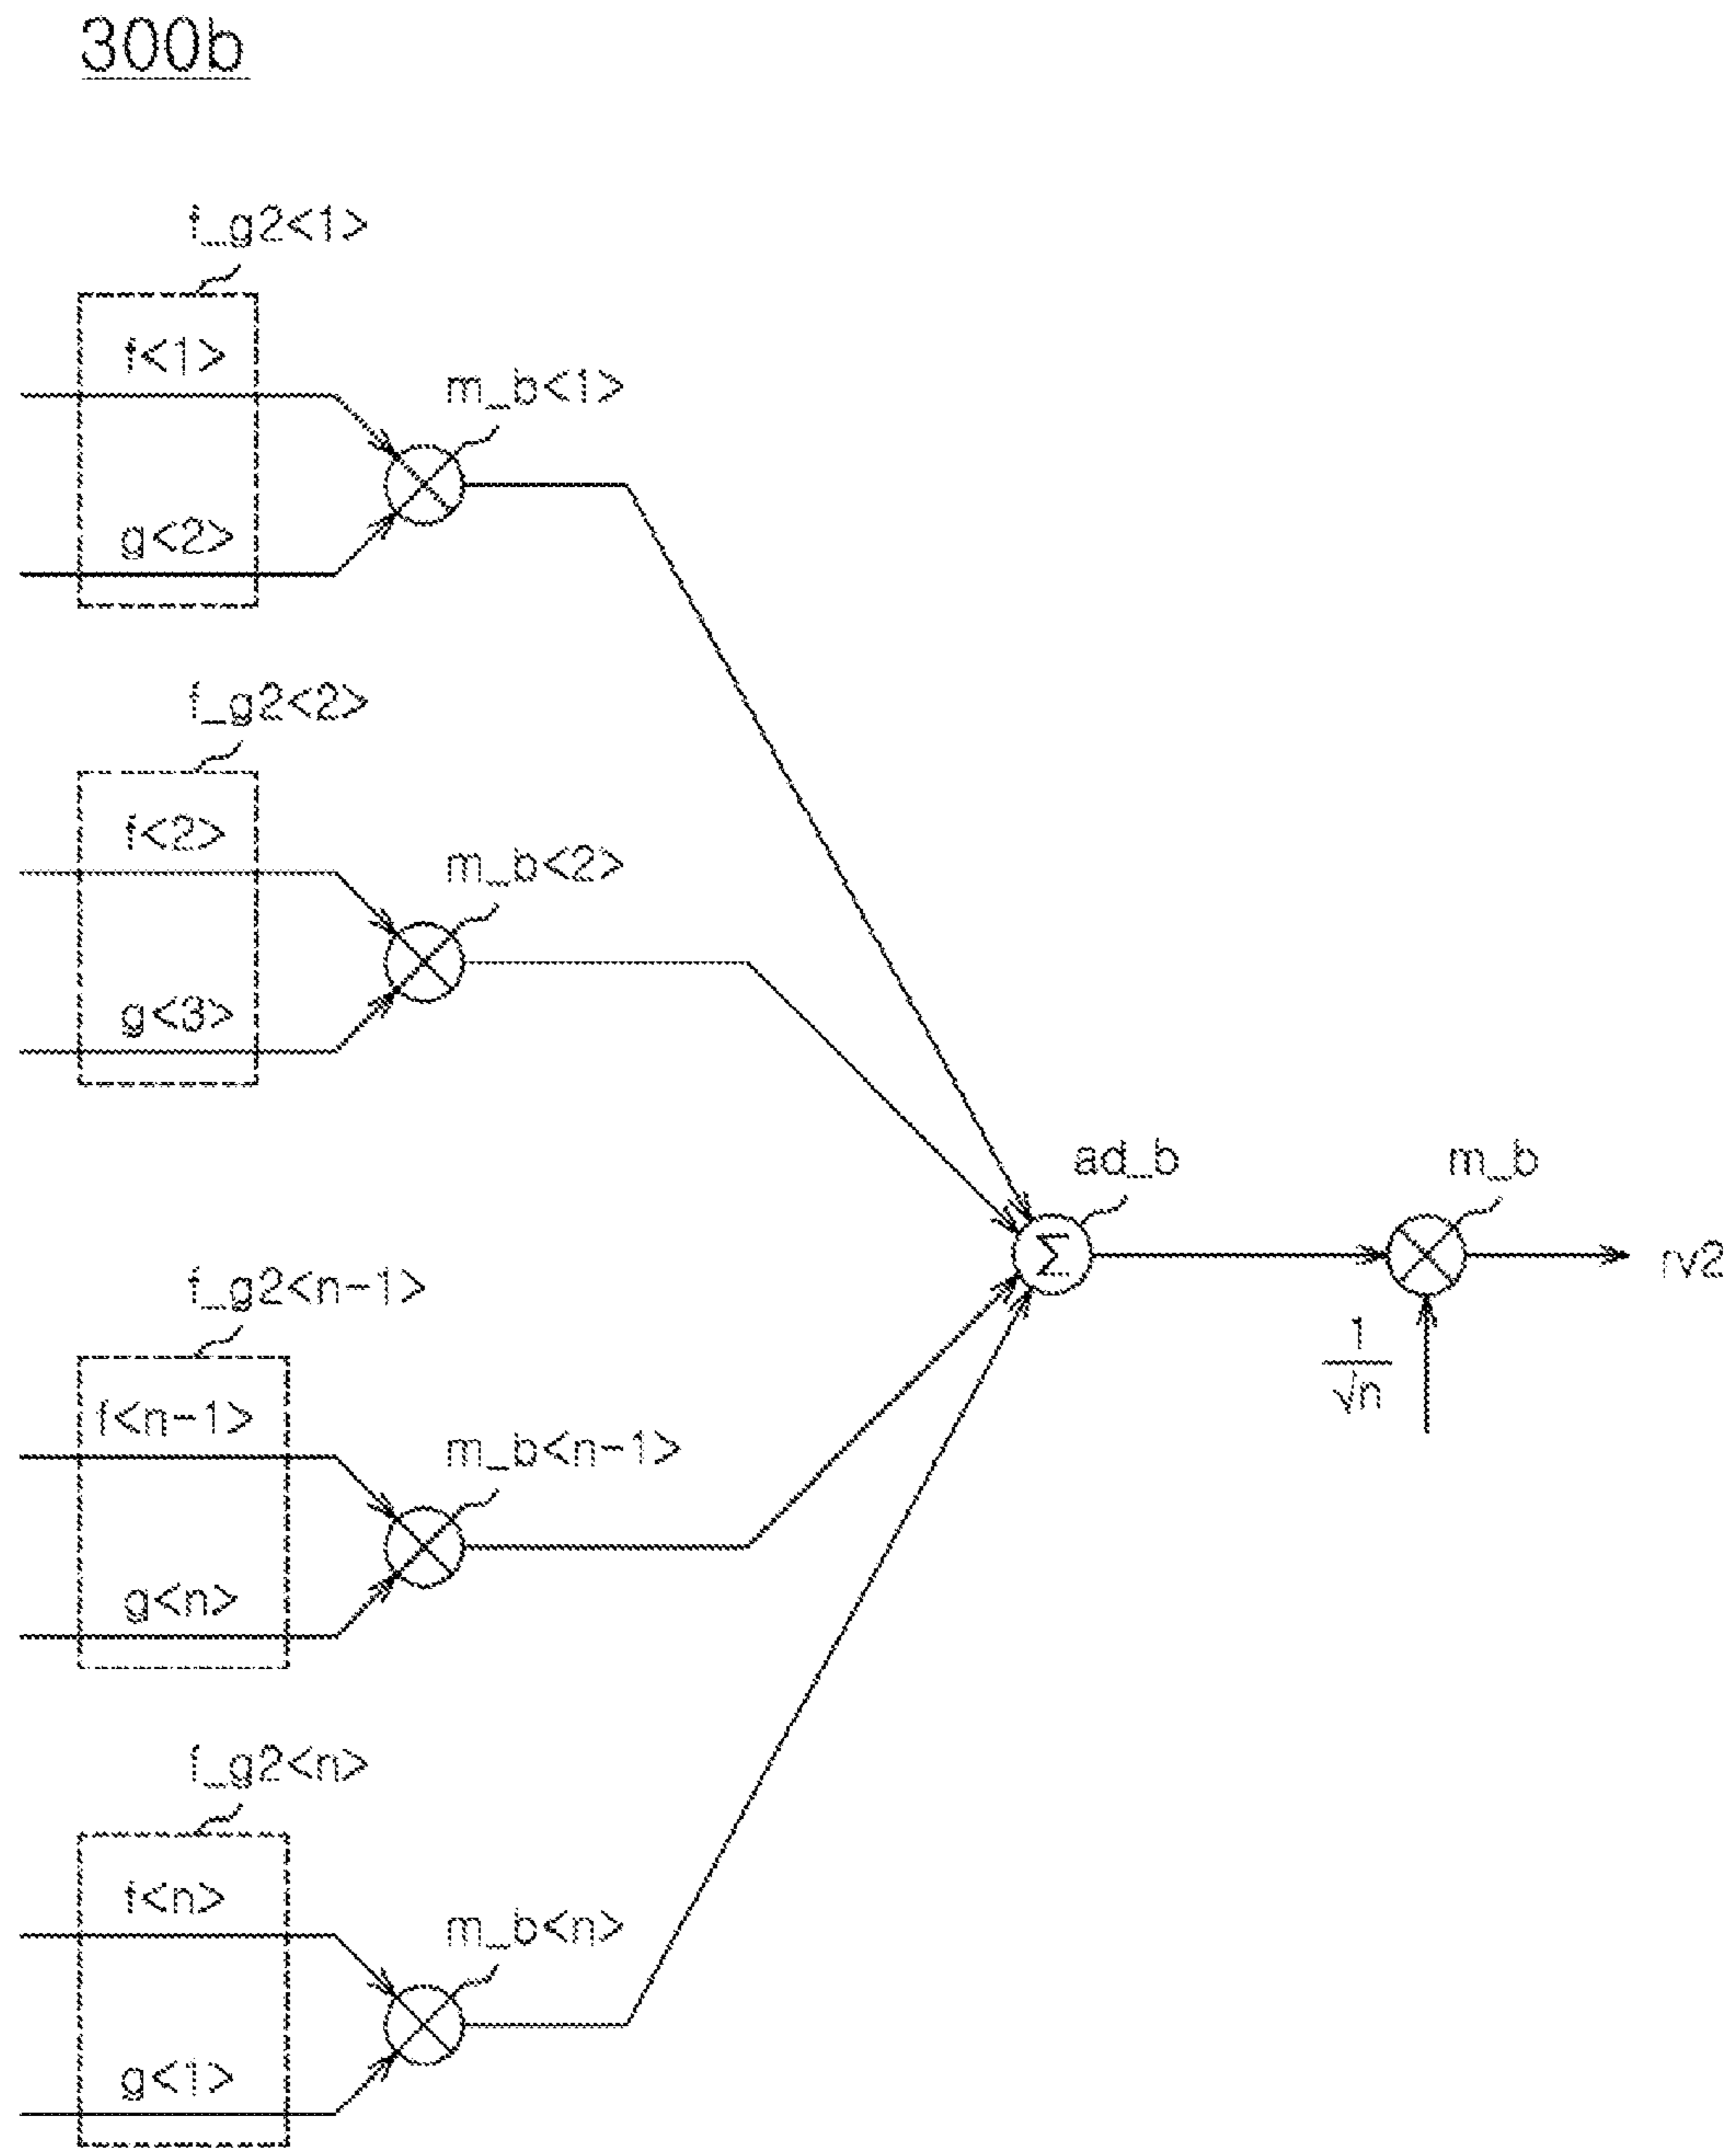 300b
f_g2<1>
f<1>
m_b<1>
g<2>
f_g2<2>
f<2>
m_b<2>
g<3>
ad_b
m_b
Σ
rv2
1
√n
f_g2<n-1>
f<n-1>
m_b<n-1>
g<n>
f_g2<n>
f<n>
m_b<n>
g<1>